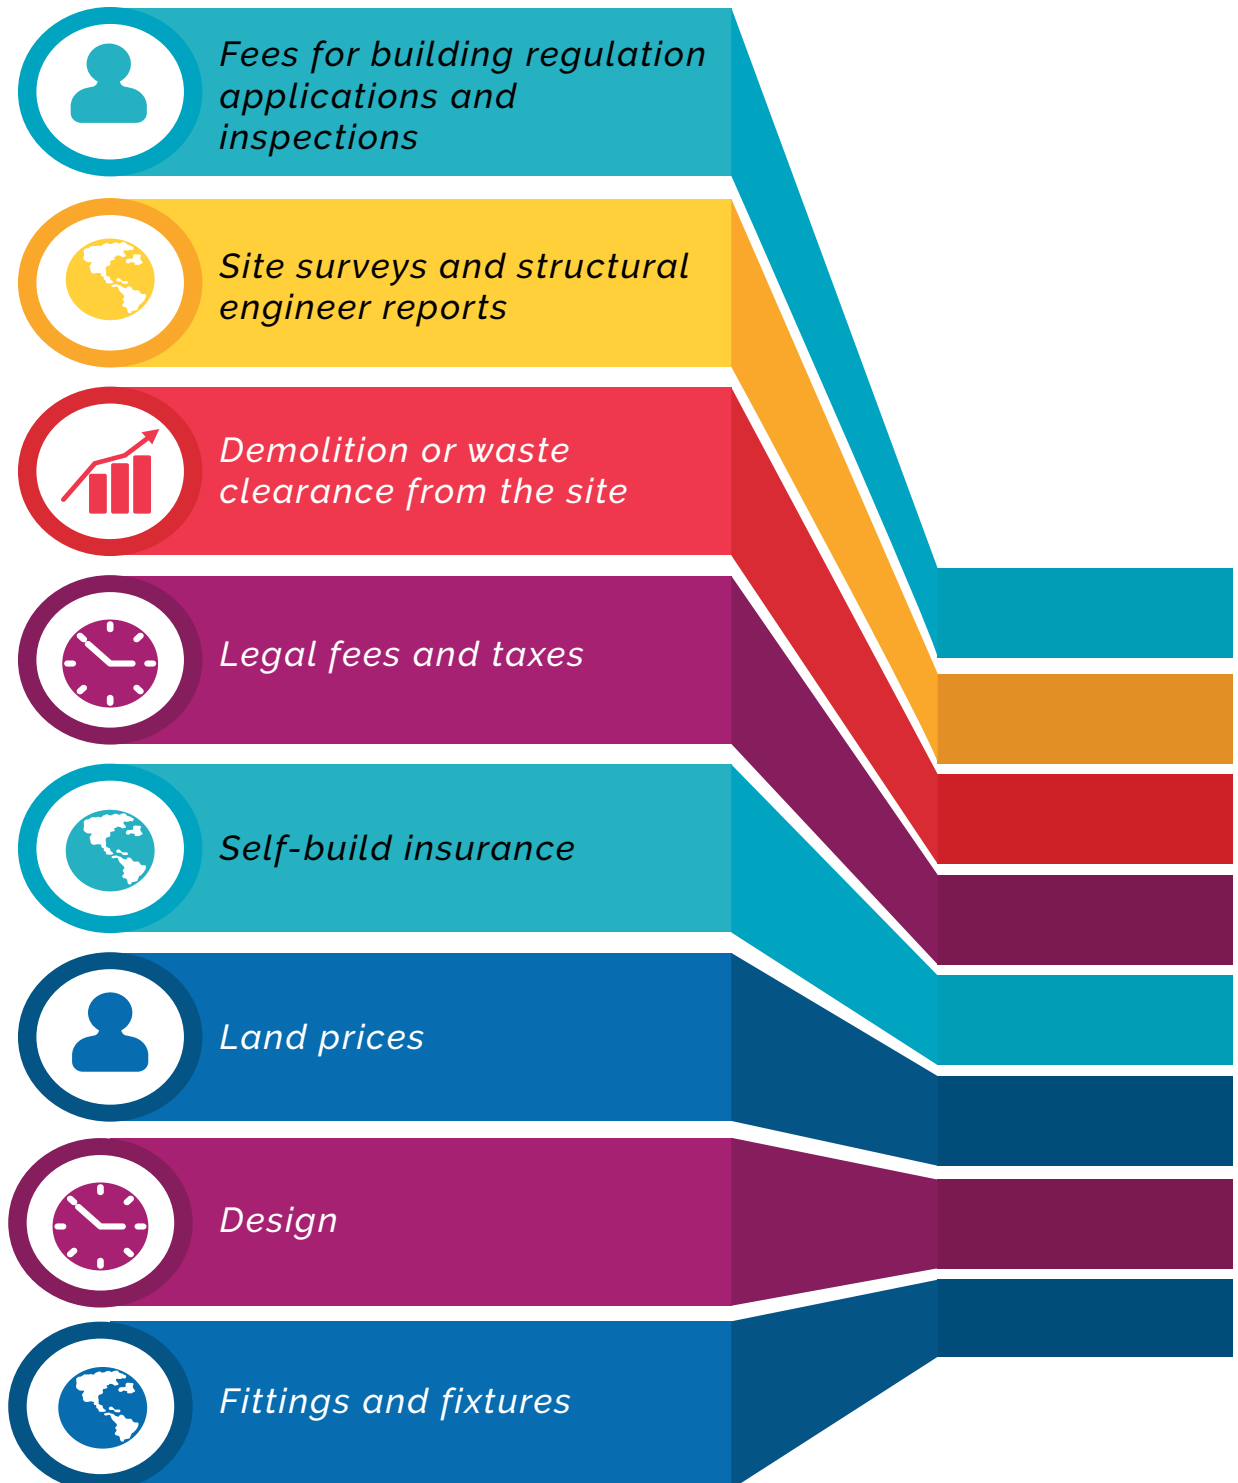 Fees for building regulation
applications and
inspections
Site surveys and structural
engineer reports
Demolition or waste
clearance from the site
Legal fees and taxes
Self-build insurance
Land prices
Design
Fittings and fixtures